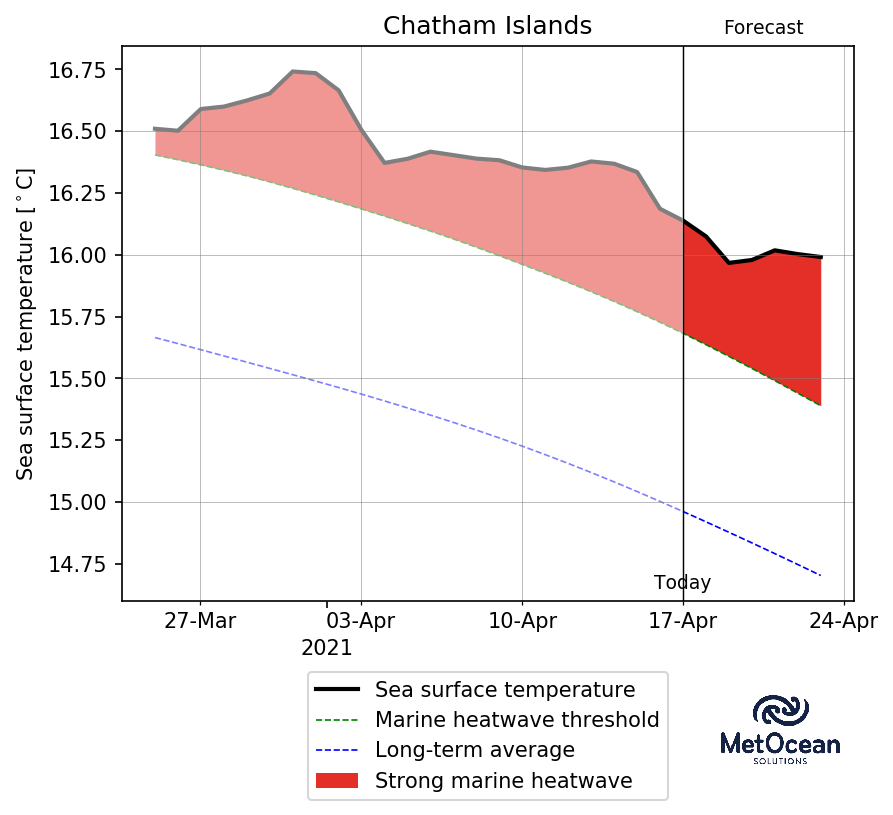 Chatham Islands
Forecast
Sea surface temperature [°C]
16.75
16.50
16.25
16.00
15.75
15.50
15.25
15.00
14.75
Today
27-Mar 03-Apr 10-Apr 17-Apr 24-Apr
2021
Sea surface temperature
Marine heatwave threshold
Long-term average
Strong marine heatwave
MetOcean
SOLUTIONS